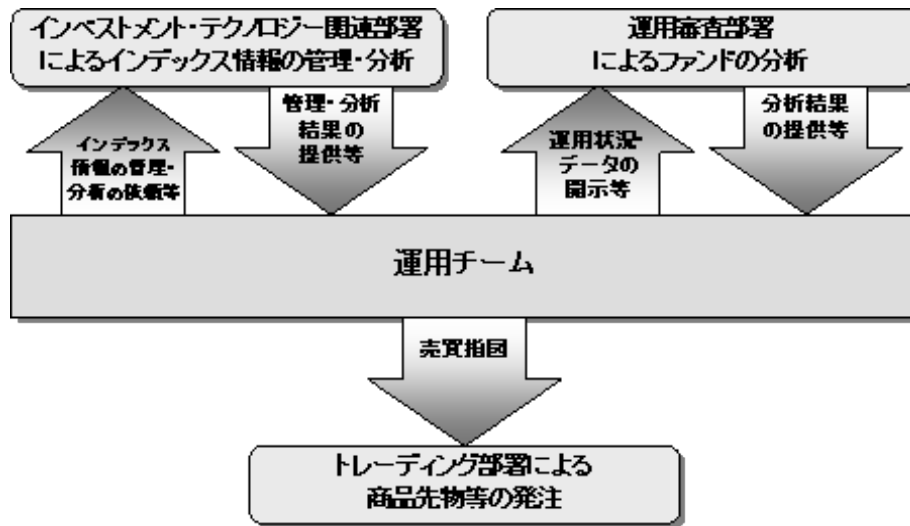 インベストメント・テクノロジー関連部署
によるインデックス情報の管理・分析
運用審査部署
によるファンドの分析
インデックス
情報の管理・
分析の依頼等
管理・分析
結果の
提供等
運用状況・
データの
開示等
分析結果
の提供等
運用チーム
売買指図
トレーディング部署による
商品先物等の発注